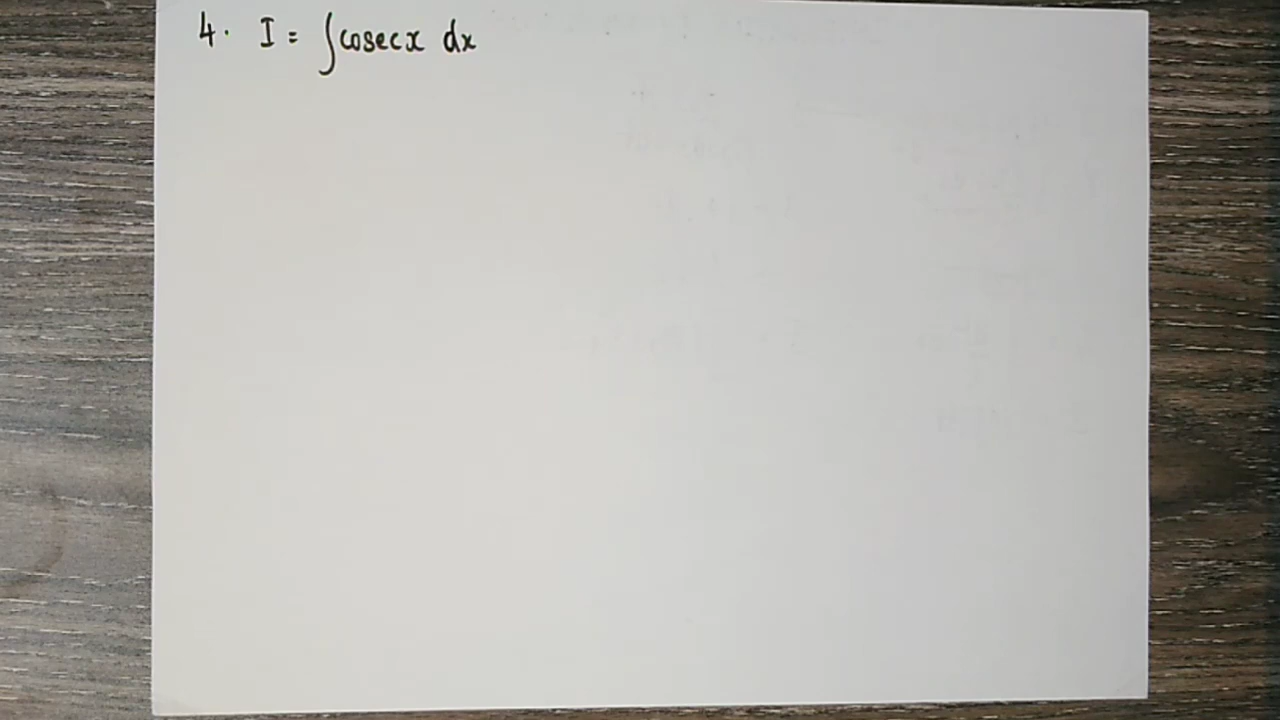 4. I = ∫cosecx dx